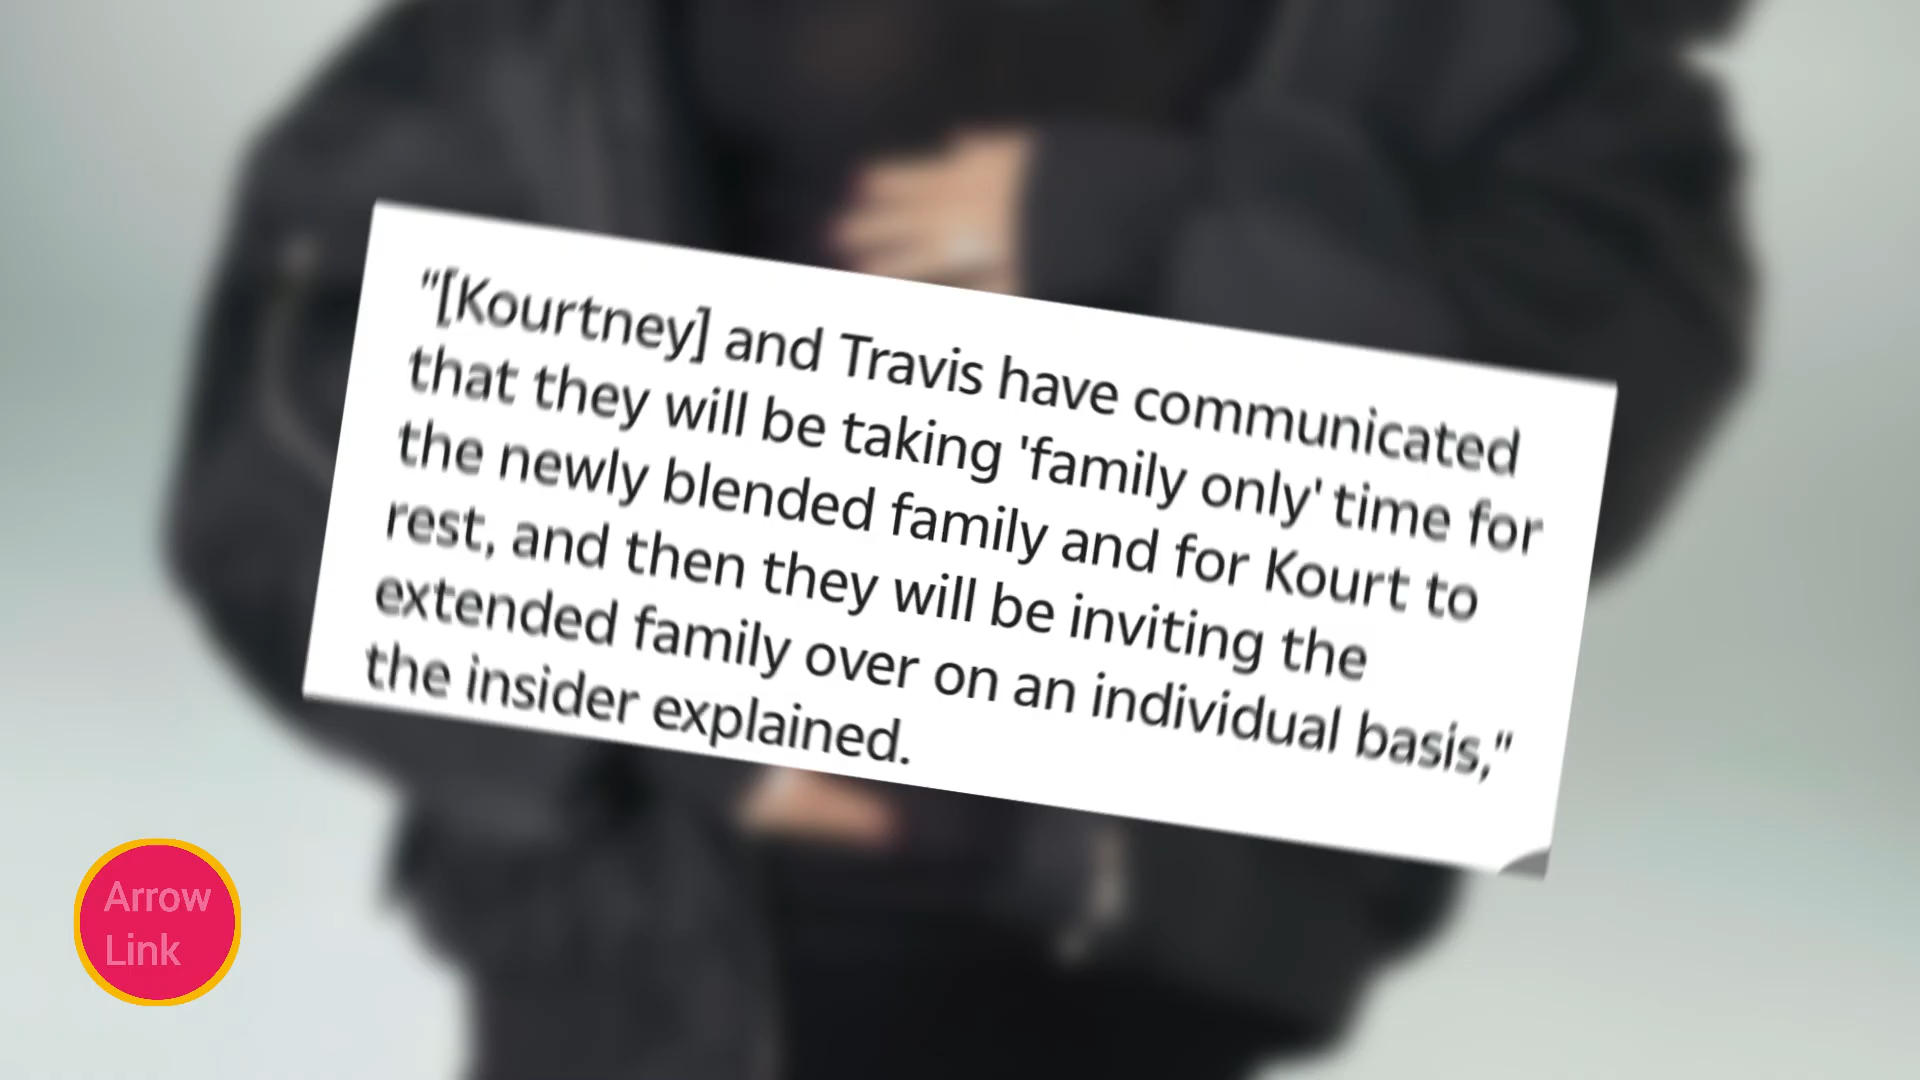 "[Kourtney] and Travis have communicated
that they will be taking 'family only' time for
the newly blended family and for Kourt to
rest, and then they will be inviting the
extended family over on an individual basis,"
the insider explained.
Arrow
Link